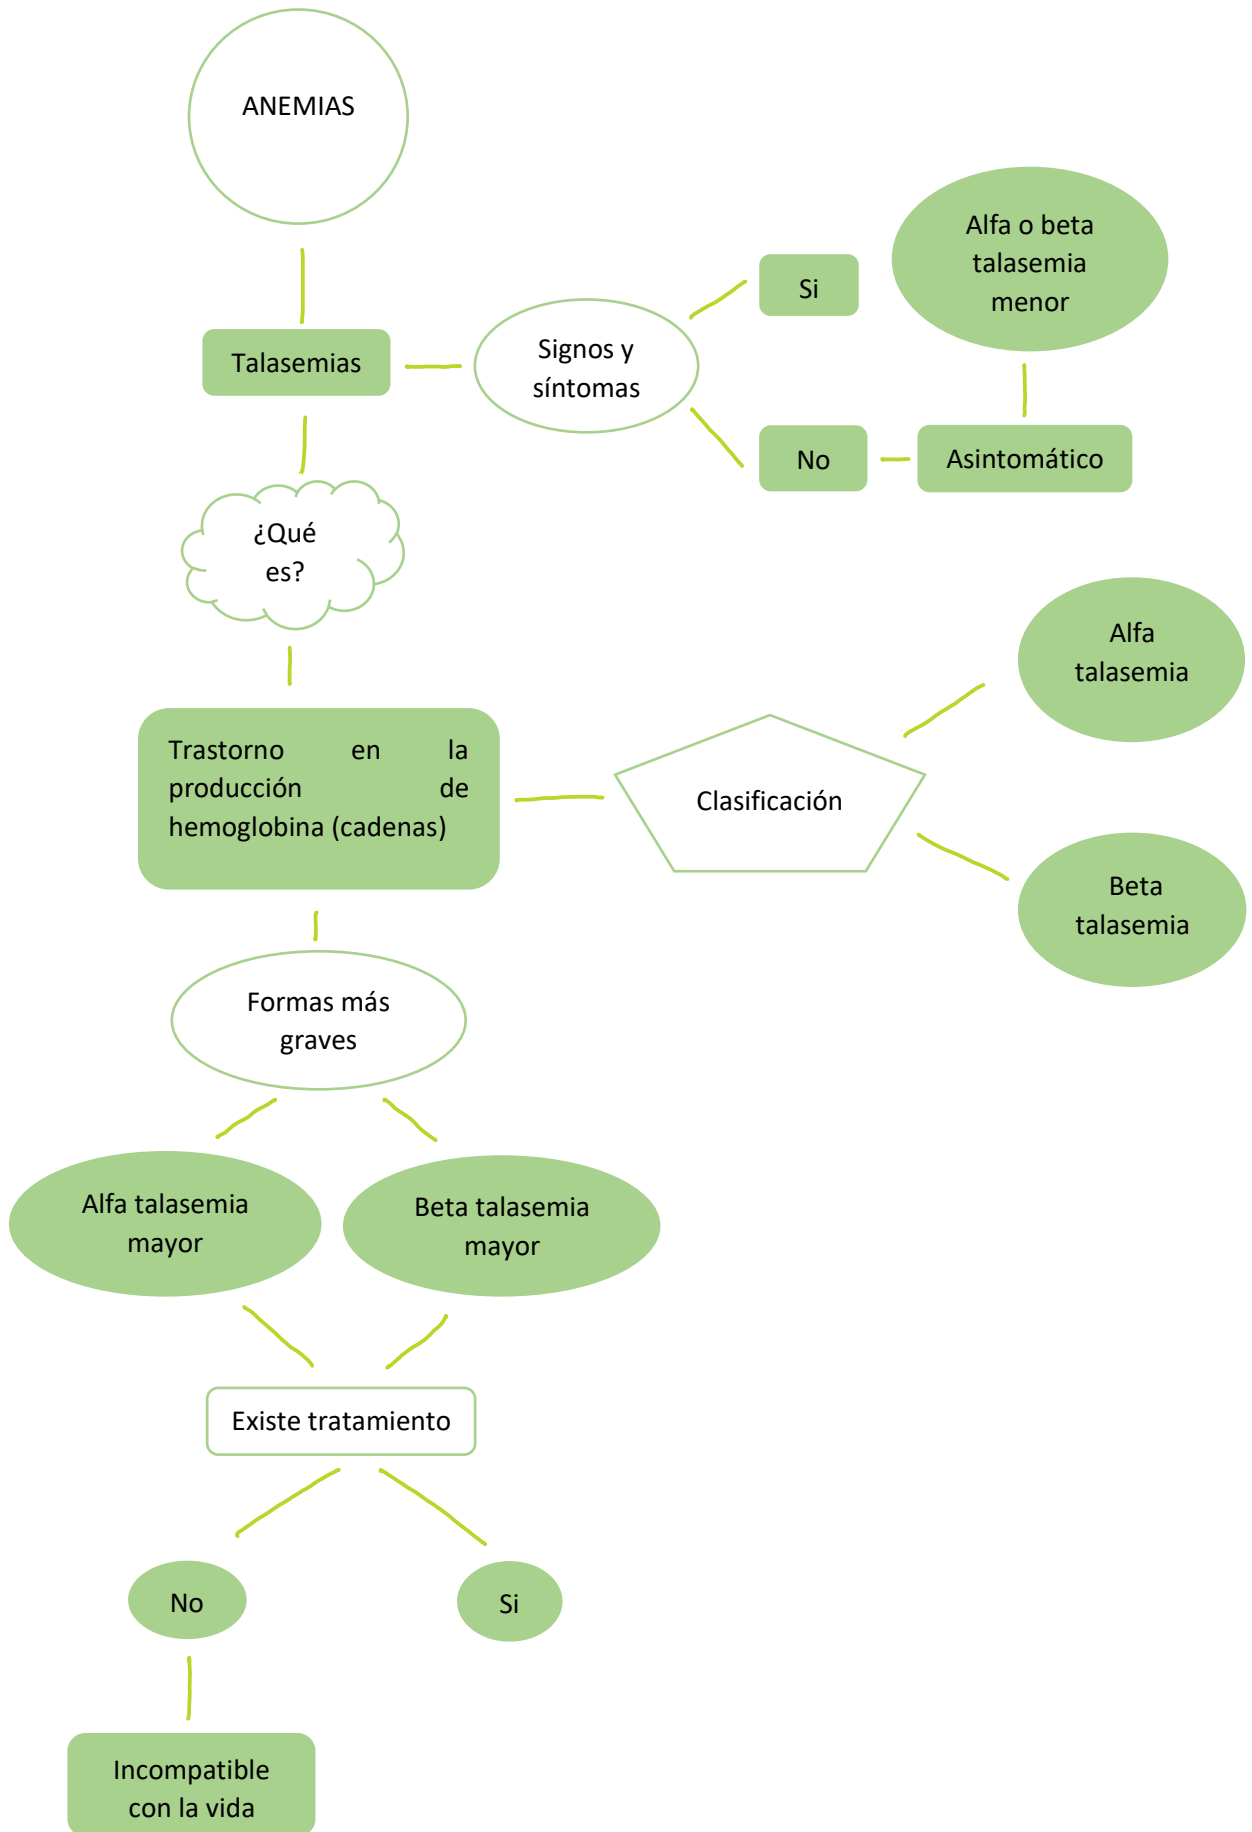 ANEMIAS
Alfa o beta
talasemia
menor
Si
Signos y
síntomas
Talasemias
No
Asintomático
¿Qué
es?
Alfa
talasemia
Trastorno en la
producción de
hemoglobina (cadenas)
Clasificación
Beta
talasemia
Formas más
graves
Alfa talasemia
mayor
Beta talasemia
mayor
Existe tratamiento
No
Si
Incompatible
con la vida